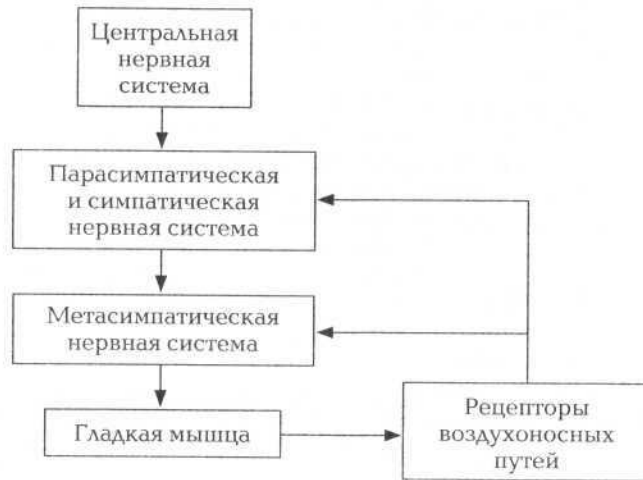 Центральная
нервная
система
Парасимпатическая
и симпатическая
нервная система
Метасимпатическая
нервная система
Гладкая мышца
Рецепторы
воздухоносных
путей